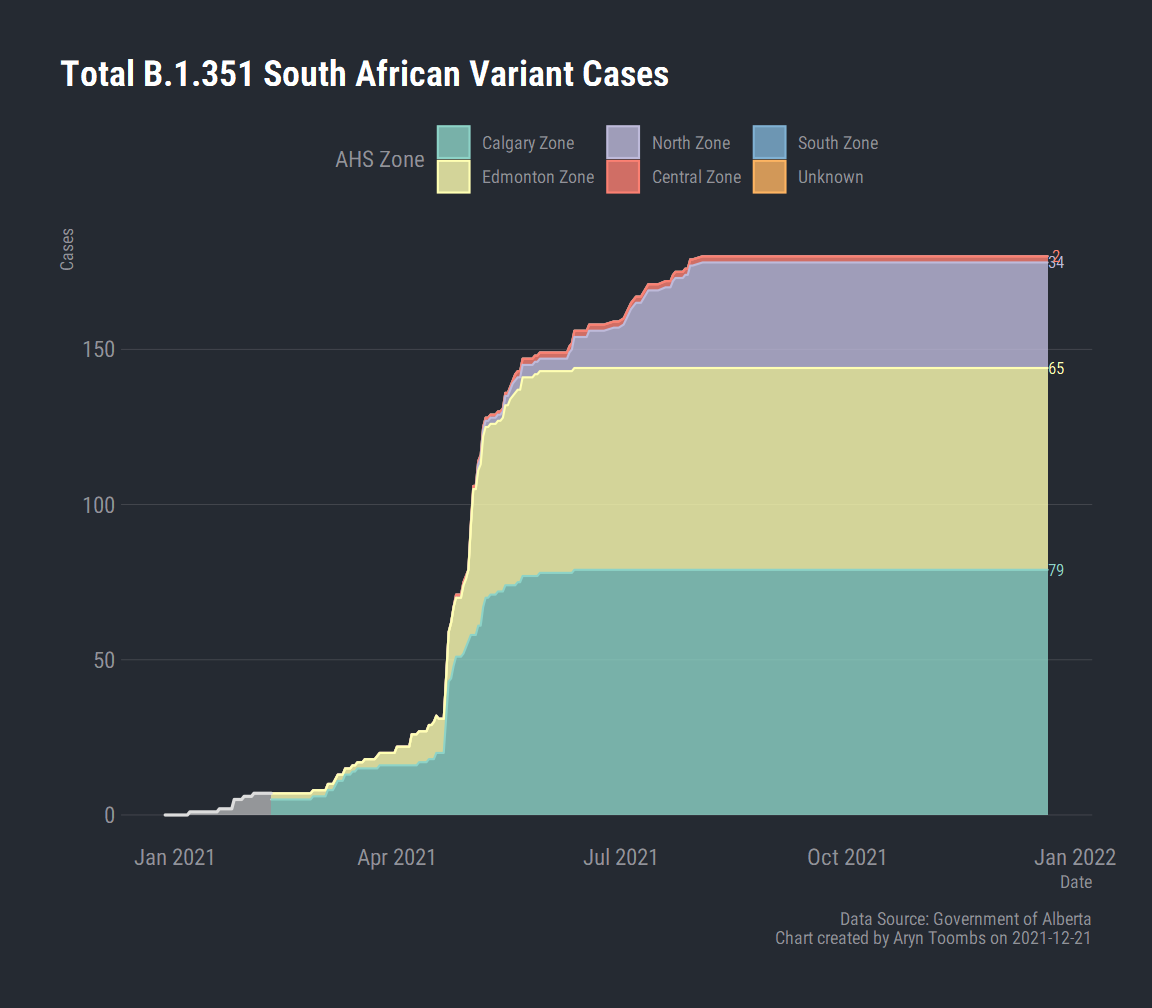 Total B.1.351 South African Variant Cases
AHS Zone
Calgary Zone
North Zone
South Zone
Edmonton Zone
Central Zone
Unknown
Cases
2
34
150
65
100
79
50
0
Jan 2021
Apr 2021
Jul 2021
Oct 2021
Jan 2022
Date
Data Source: Government of Alberta
Chart created by Aryn Toombs on 2021-12-21